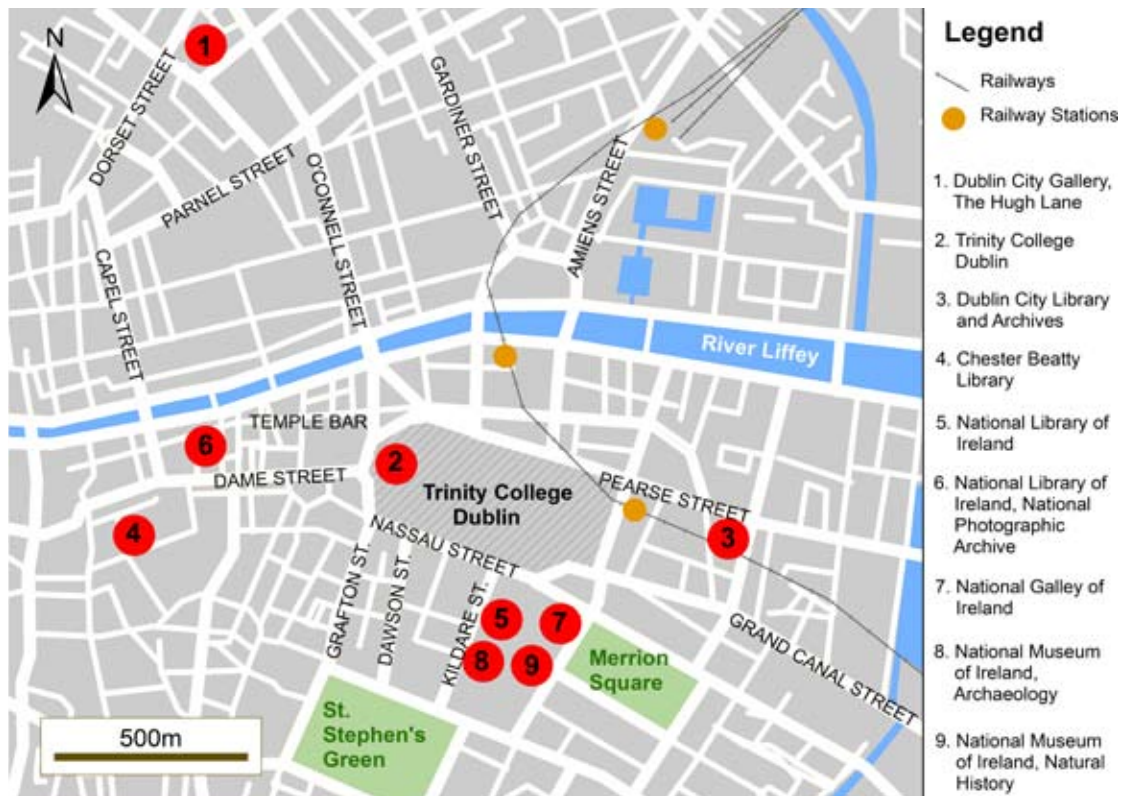 N
1
DORSET STREET
PARNEL STREET
O'CONNELL STREET
GARDINER STREET
AMIENS STREET
CAPEL STREET
River Liffey
TEMPLE BAR
6
DAME STREET
2
Trinity College
Dublin
PEARSE STREET
3
4
NASSAU STREET
GRAFTON ST.
DAWSON ST.
KILDARE ST.
5
7
8
9
GRAND CANAL STREET
Merrion
Square
St.
Stephen's
Green
500m
Legend
Railways
Railway Stations
1. Dublin City Gallery,
The Hugh Lane
2. Trinity College
Dublin
3. Dublin City Library
and Archives
4. Chester Beatty
Library
5. National Library of
Ireland
6. National Library of
Ireland, National
Photographic
Archive
7. National Galley of
Ireland
8. National Museum
of Ireland,
Archaeology
9. National Museum
of Ireland, Natural
History